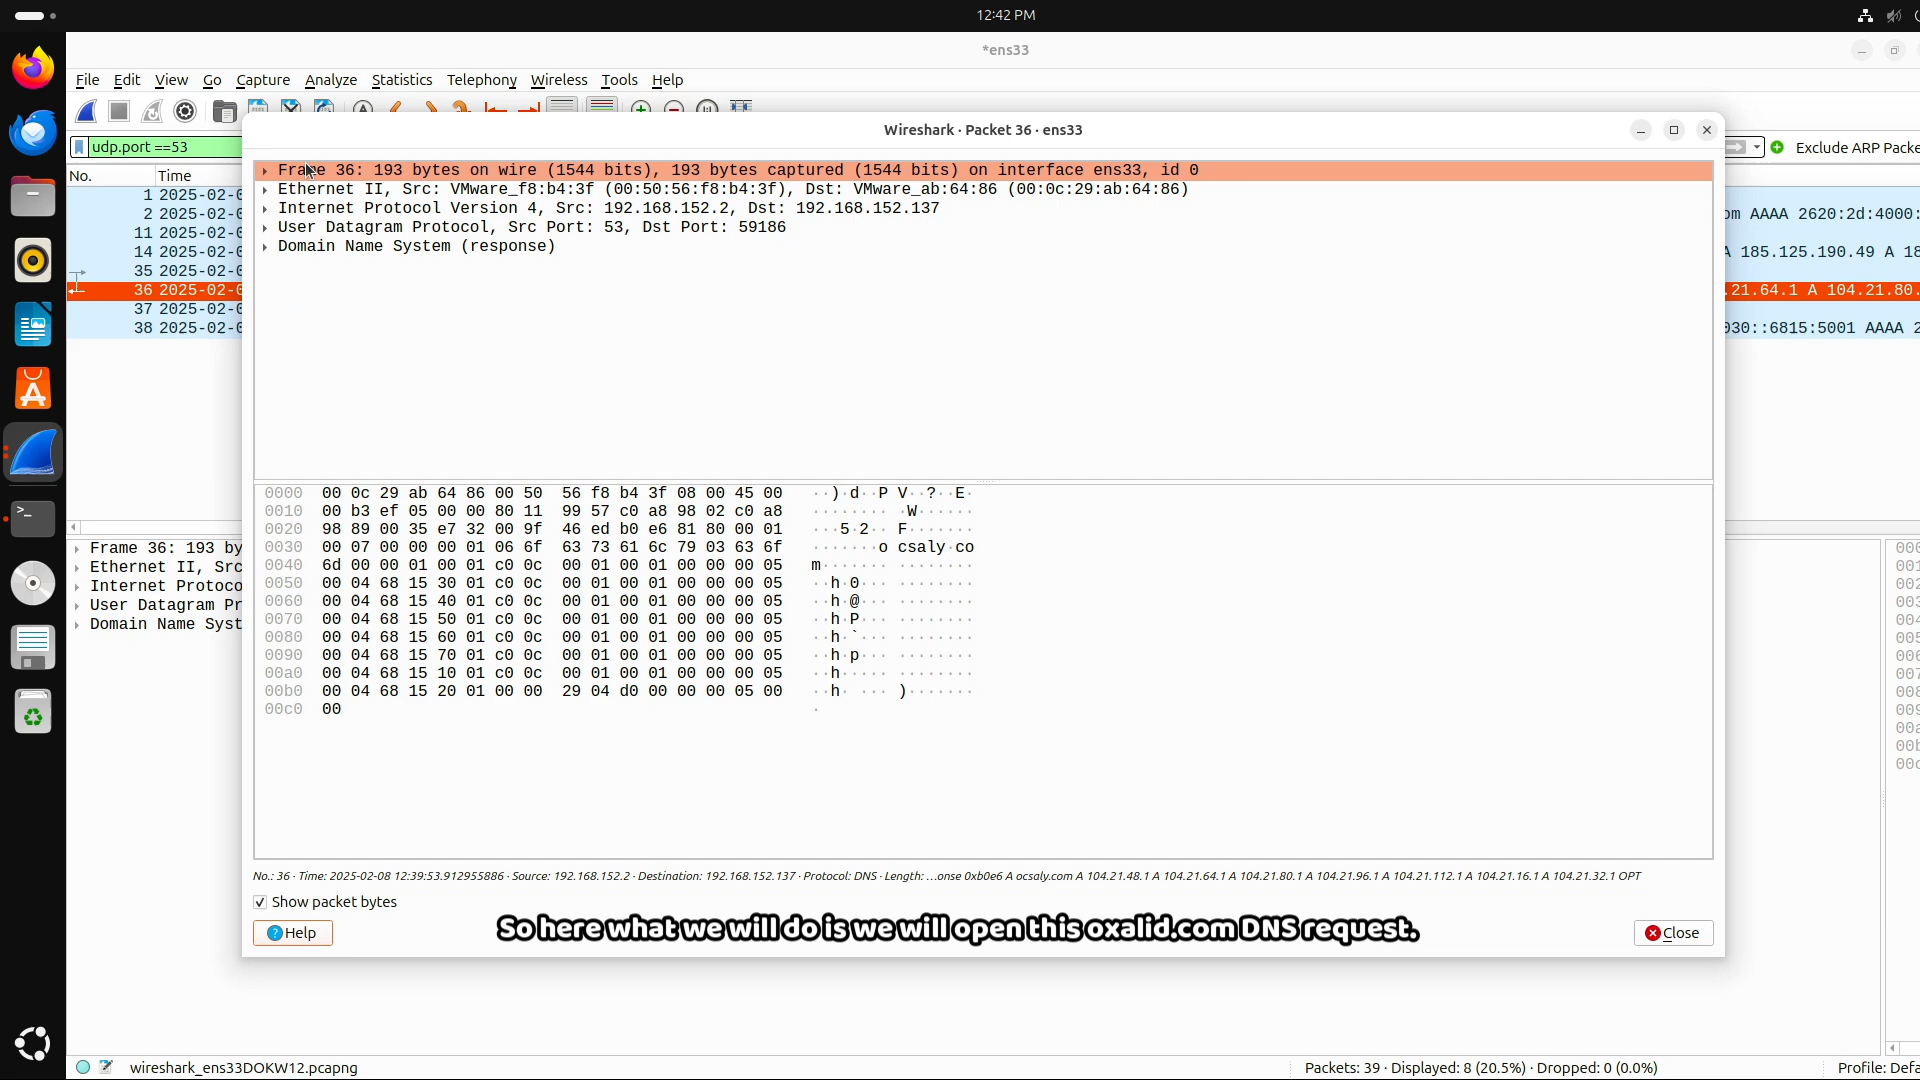 12:42 PM
*ens33
File Edit View Go Capture Analyze Statistics Telephony Wireless Tools Help
udp.port ==53
Exclude ARP Packe
No. Time
1 2025-02-0
2 2025-02-0
om AAAA 2620:2d:4000:
11 2025-02-0
14 2025-02-0
A 185.125.190.49 A 18
35 2025-02-0
36 2025-02-0
.21.64.1 A 104.21.80.
37 2025-02-0
38 2025-02-0
030::6815:5001 AAAA 2
Wireshark · Packet 36 · ens33
Frame 36: 193 bytes on wire (1544 bits), 193 bytes captured (1544 bits) on interface ens33, id 0
Ethernet II, Src: VMware_f8:b4:3f (00:50:56:f8:b4:3f), Dst: VMware_ab:64:86 (00:0c:29:ab:64:86)
Internet Protocol Version 4, Src: 192.168.152.2, Dst: 192.168.152.137
User Datagram Protocol, Src Port: 53, Dst Port: 59186
Domain Name System (response)
0000 00 0c 29 ab 64 86 00 50 56 f8 b4 3f 08 00 45 00 ··)·d··P V··?··E·
0010 00 b3 ef 05 00 00 80 11 99 57 c0 a8 98 02 c0 a8 ········ ·W······
0020 98 89 00 35 e7 32 00 9f 46 ed b0 e6 81 80 00 01 ···5·2·· F·······
0030 00 07 00 00 00 01 06 6f 63 73 61 6c 79 03 63 6f ·······o csaly·co
0040 6d 00 00 01 00 01 c0 0c 00 01 00 01 00 00 00 05 m······· ········
0050 00 04 68 15 30 01 c0 0c 00 01 00 01 00 00 00 05 ··h·0··· ········
0060 00 04 68 15 40 01 c0 0c 00 01 00 01 00 00 00 05 ··h·@··· ········
0070 00 04 68 15 50 01 c0 0c 00 01 00 01 00 00 00 05 ··h·P··· ········
0080 00 04 68 15 60 01 c0 0c 00 01 00 01 00 00 00 05 ··h·`··· ········
0090 00 04 68 15 70 01 c0 0c 00 01 00 01 00 00 00 05 ··h·p··· ········
00a0 00 04 68 15 10 01 c0 0c 00 01 00 01 00 00 00 05 ··h····· ········
00b0 00 04 68 15 20 01 00 00 29 04 d0 00 00 00 05 00 ··h· ··· )·······
00c0 00 ·
Frame 36: 193 by
Ethernet II, Src
Internet Protoco
User Datagram Pr
Domain Name Syst
000
001
002
003
004
005
006
007
008
009
00a
00b
00c
No.: 36 · Time: 2025-02-08 12:39:53.912955886 · Source: 192.168.152.2 · Destination: 192.168.152.137 · Protocol: DNS · Length: …onse 0xb0e6 A ocsaly.com A 104.21.48.1 A 104.21.64.1 A 104.21.80.1 A 104.21.96.1 A 104.21.112.1 A 104.21.16.1 A 104.21.32.1 OPT
Show packet bytes
Help
Close
So here what we will do is we will open this oxalid.com DNS request.
wireshark_ens33DOKW12.pcapng
Packets: 39 · Displayed: 8 (20.5%) · Dropped: 0 (0.0%)
Profile: Defa